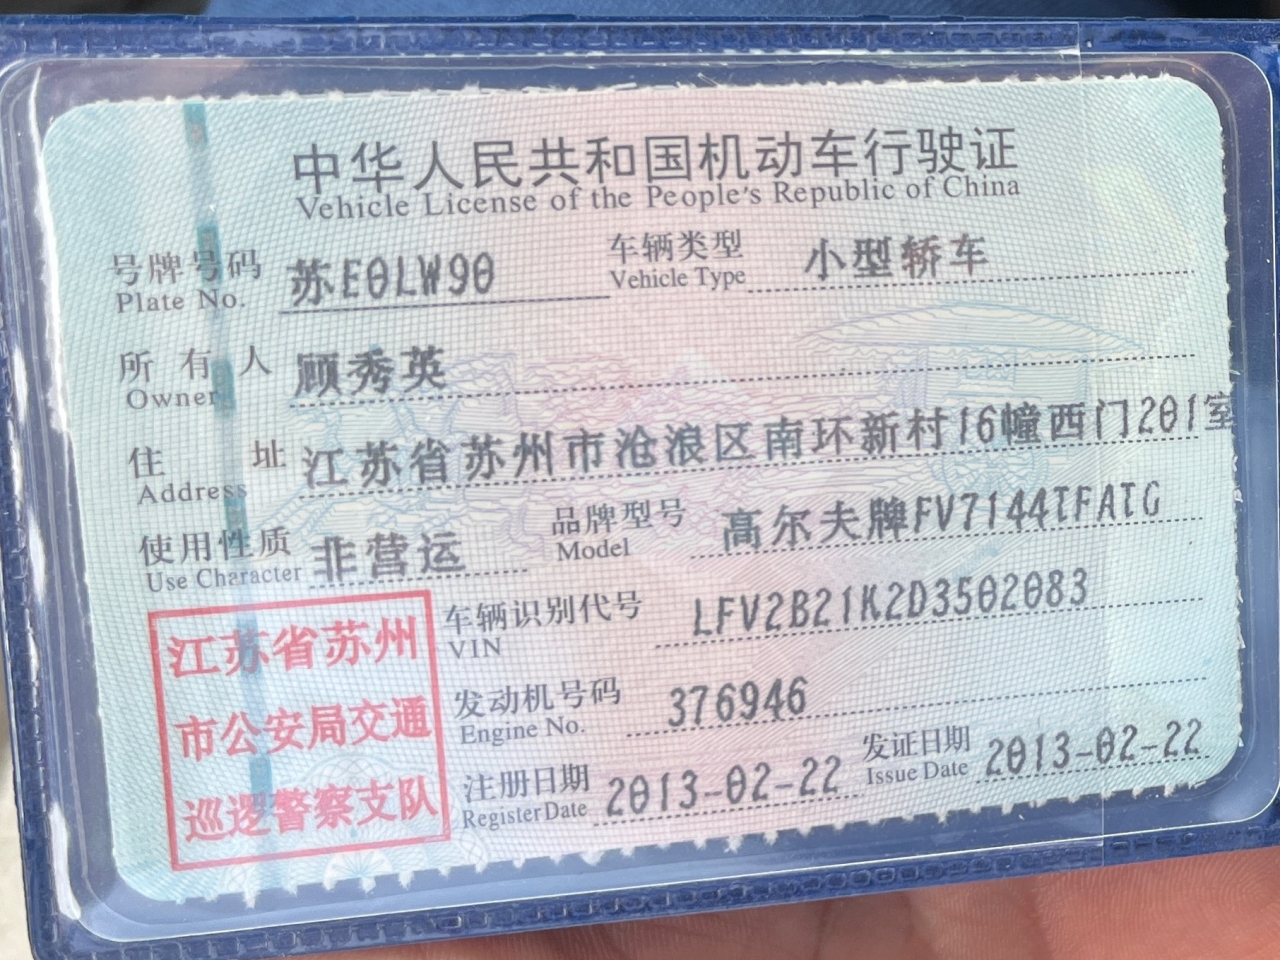 中华人民共和国机动车行驶证
Vehicle License of the People's Republic of China
号牌号码 苏E0LW90 车辆类型 小型轿车
Plate No. Vehicle Type
所有人 顾秀英
Owner
住址 江苏省苏州市沧浪区南环新村16幢西门201室
Address
使用性质 非营运 品牌型号 高尔夫牌FV7144TFATG
Use Character Model
江苏省苏州
市公安局交通
巡逻警察支队
车辆识别代号 LFV2B21K2D3502083
VIN
发动机号码 376946
Engine No.
注册日期 2013-02-22 发证日期 2013-02-22
Register Date Issue Date